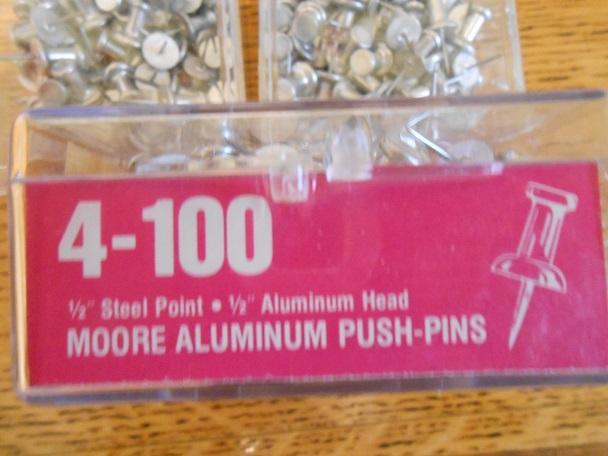 4-100
½" Steel Point • ½" Aluminum Head
MOORE ALUMINUM PUSH-PINS